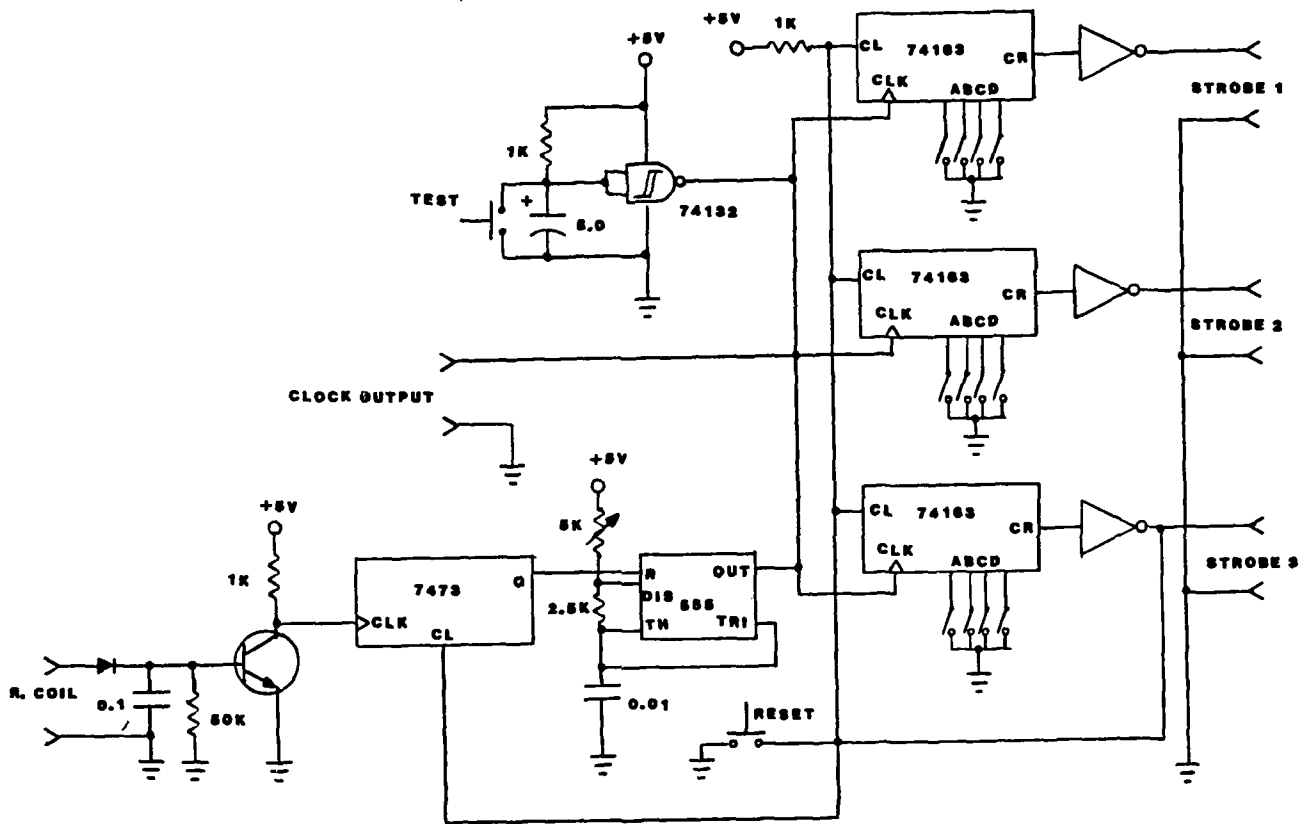 +5V
1K
CL
74163
CR
CLK
ABCD
STROBE 1
+5V
1K
TEST
+
5.0
74132
CL
74163
CR
CLK
ABCD
STROBE 2
CLOCK OUTPUT
+5V
5K
R
OUT
DIS
555
2.5K
TH
TRI
0.01
CL
74163
CR
CLK
ABCD
STROBE 3
+5V
1K
7473
Q
CLK
CL
R. COIL
0.1
50K
RESET